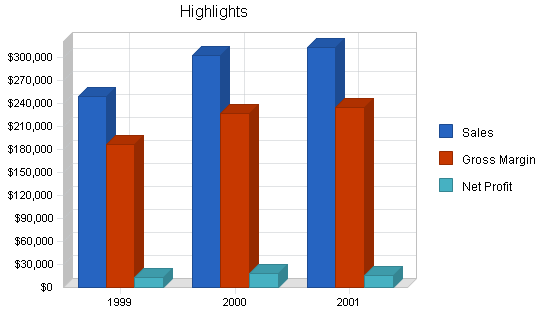 Highlights
$300,000
$270,000
$240,000
$210,000
$180,000
$150,000
$120,000
$90,000
$60,000
$30,000
$0
1999 2000 2001
Sales
Gross Margin
Net Profit